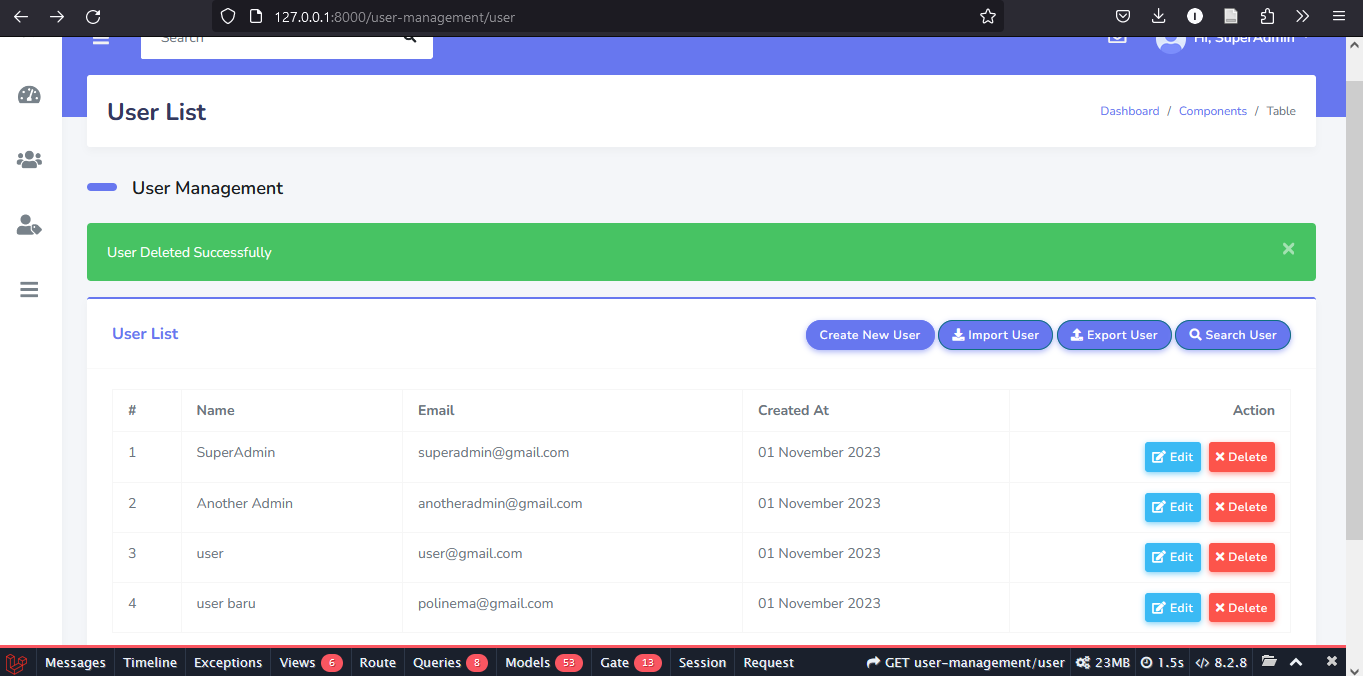 127.0.0.1:8000/user-management/user
Search
Hi, SuperAdmin
User List
Dashboard / Components / Table
User Management
User Deleted Successfully
×
User List
Create New User Import User Export User Search User
# Name Email Created At Action
1 SuperAdmin superadmin@gmail.com 01 November 2023 Edit Delete
2 Another Admin anotheradmin@gmail.com 01 November 2023 Edit Delete
3 user user@gmail.com 01 November 2023 Edit Delete
4 user baru polinema@gmail.com 01 November 2023 Edit Delete
Messages Timeline Exceptions Views 6 Route Queries 8 Models 53 Gate 13 Session Request GET user-management/user 23MB 1.5s 8.2.8